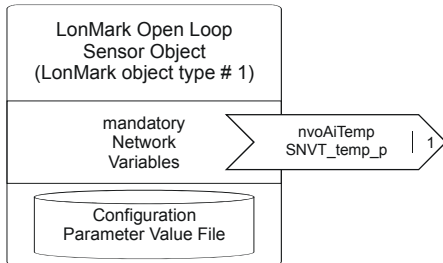 LonMark Open Loop
Sensor Object
(LonMark object type # 1)
mandatory
Network
Variables
nvoAiTemp
SNVT_temp_p
1
Configuration
Parameter Value File